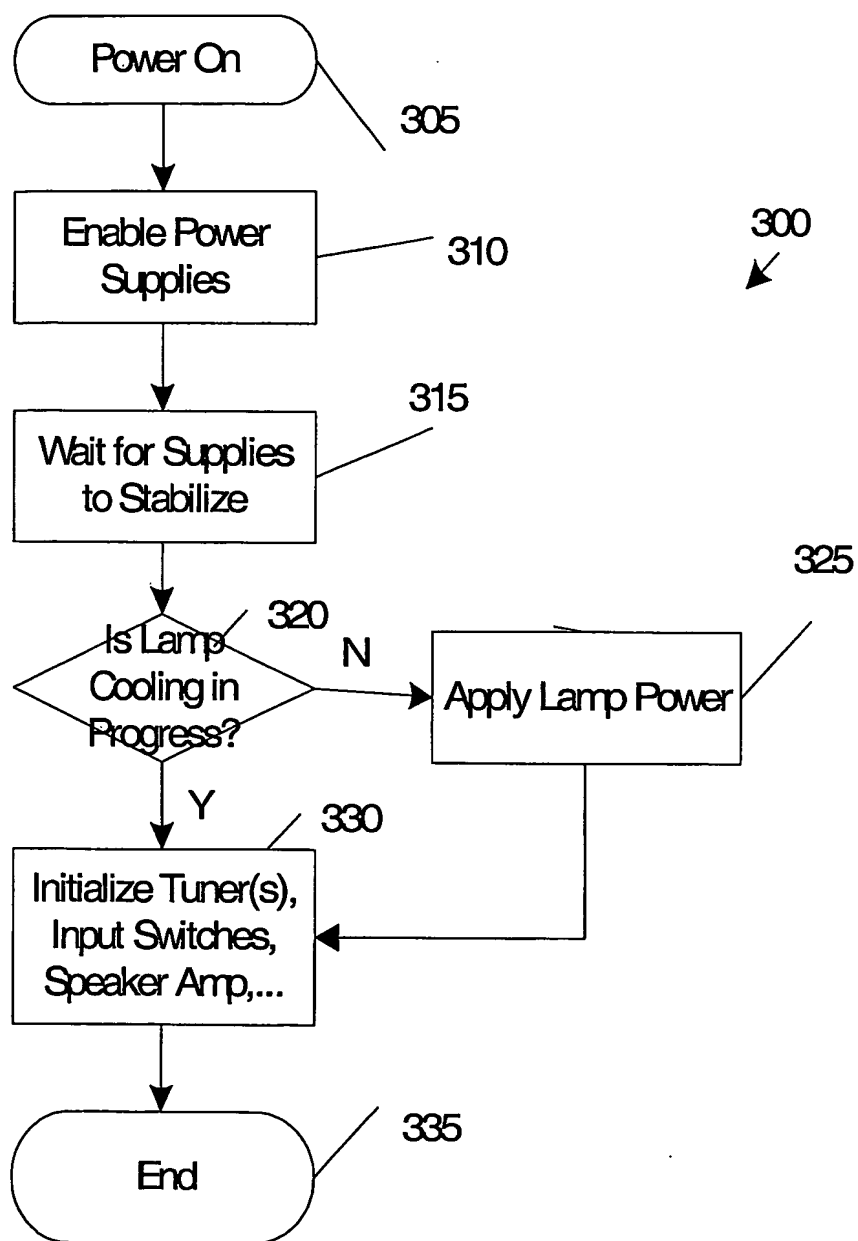 Power On
305
Enable Power
Supplies
310
300
315
Wait for Supplies
to Stabilize
325
320
Is Lamp
Cooling in
Progress?
N
Apply Lamp Power
Y
330
Initialize Tuner(s),
Input Switches,
Speaker Amp,...
335
End